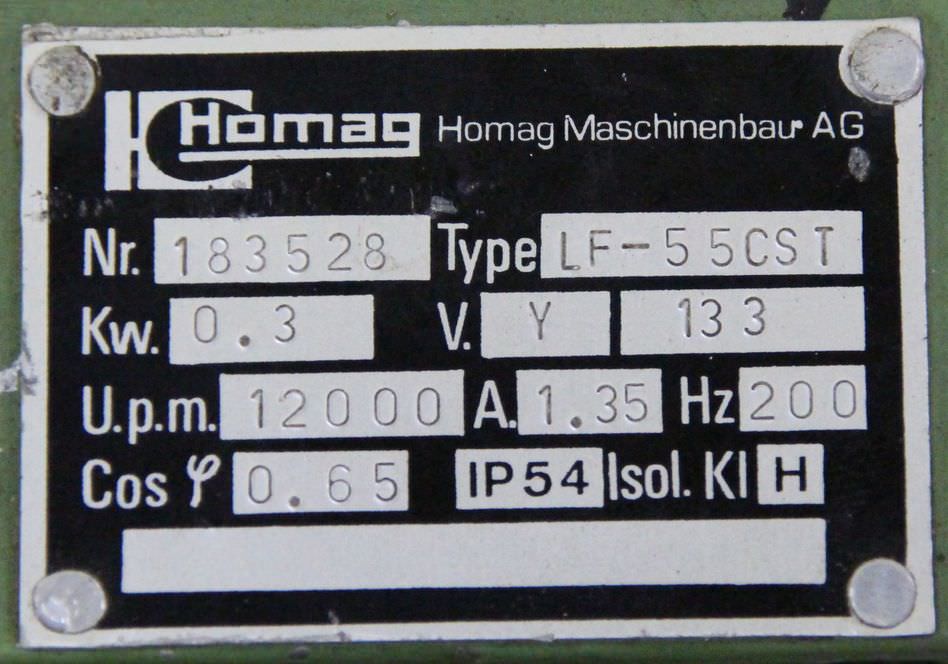 Homag Homag Maschinenbau AG
Nr. 183528 Type LF-55CST
Kw. 0.3 V. Y 133
U.p.m. 12000 A. 1.35 Hz 200
Cos φ 0.65 IP54 Isol. Kl H